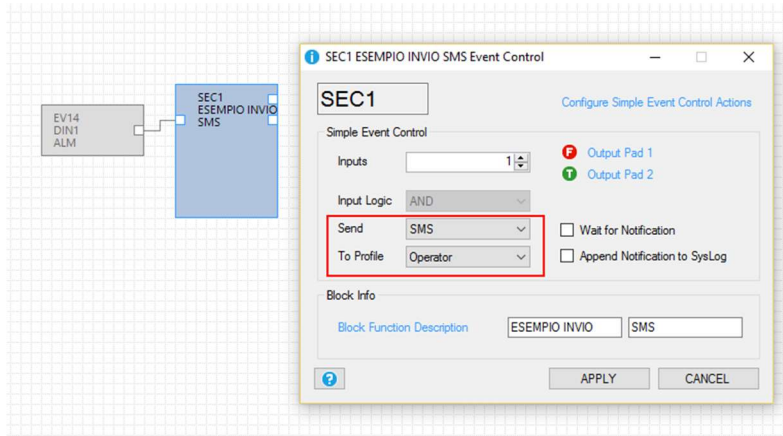 EV14
DIN1
ALM
SEC1
ESEMPIO INVIO
SMS
SEC1 ESEMPIO INVIO SMS Event Control
SEC1
Configure Simple Event Control Actions
Simple Event Control
Inputs 1
F Output Pad 1
T Output Pad 2
Input Logic AND
Send SMS
Wait for Notification
To Profile Operator
Append Notification to SysLog
Block Info
Block Function Description ESEMPIO INVIO SMS
? APPLY CANCEL